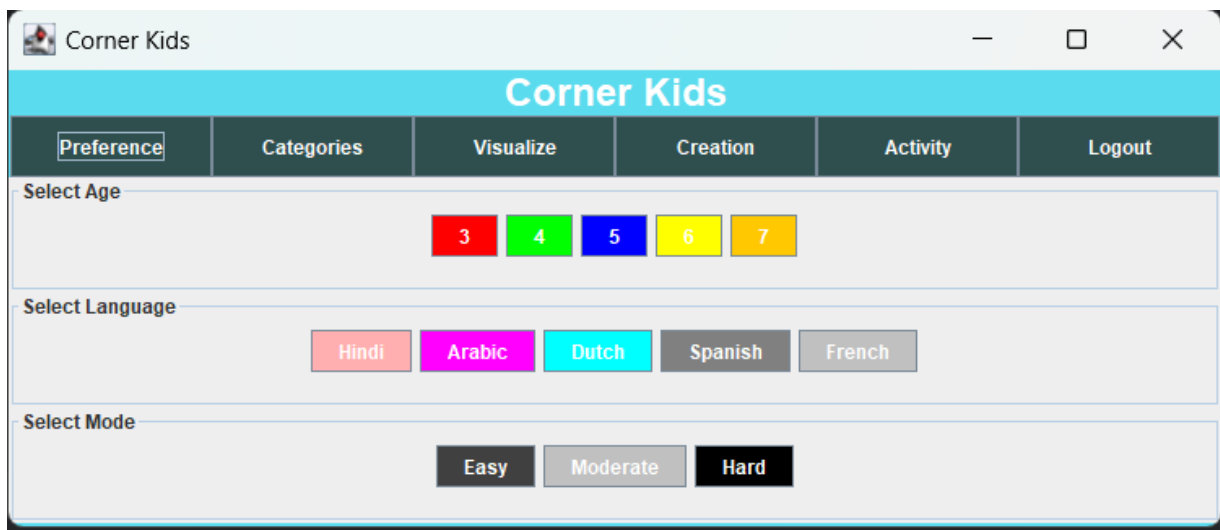 Corner Kids
Corner Kids
Preference Categories Visualize Creation Activity Logout
Select Age
3 4 5 6 7
Select Language
Hindi Arabic Dutch Spanish French
Select Mode
Easy Moderate Hard